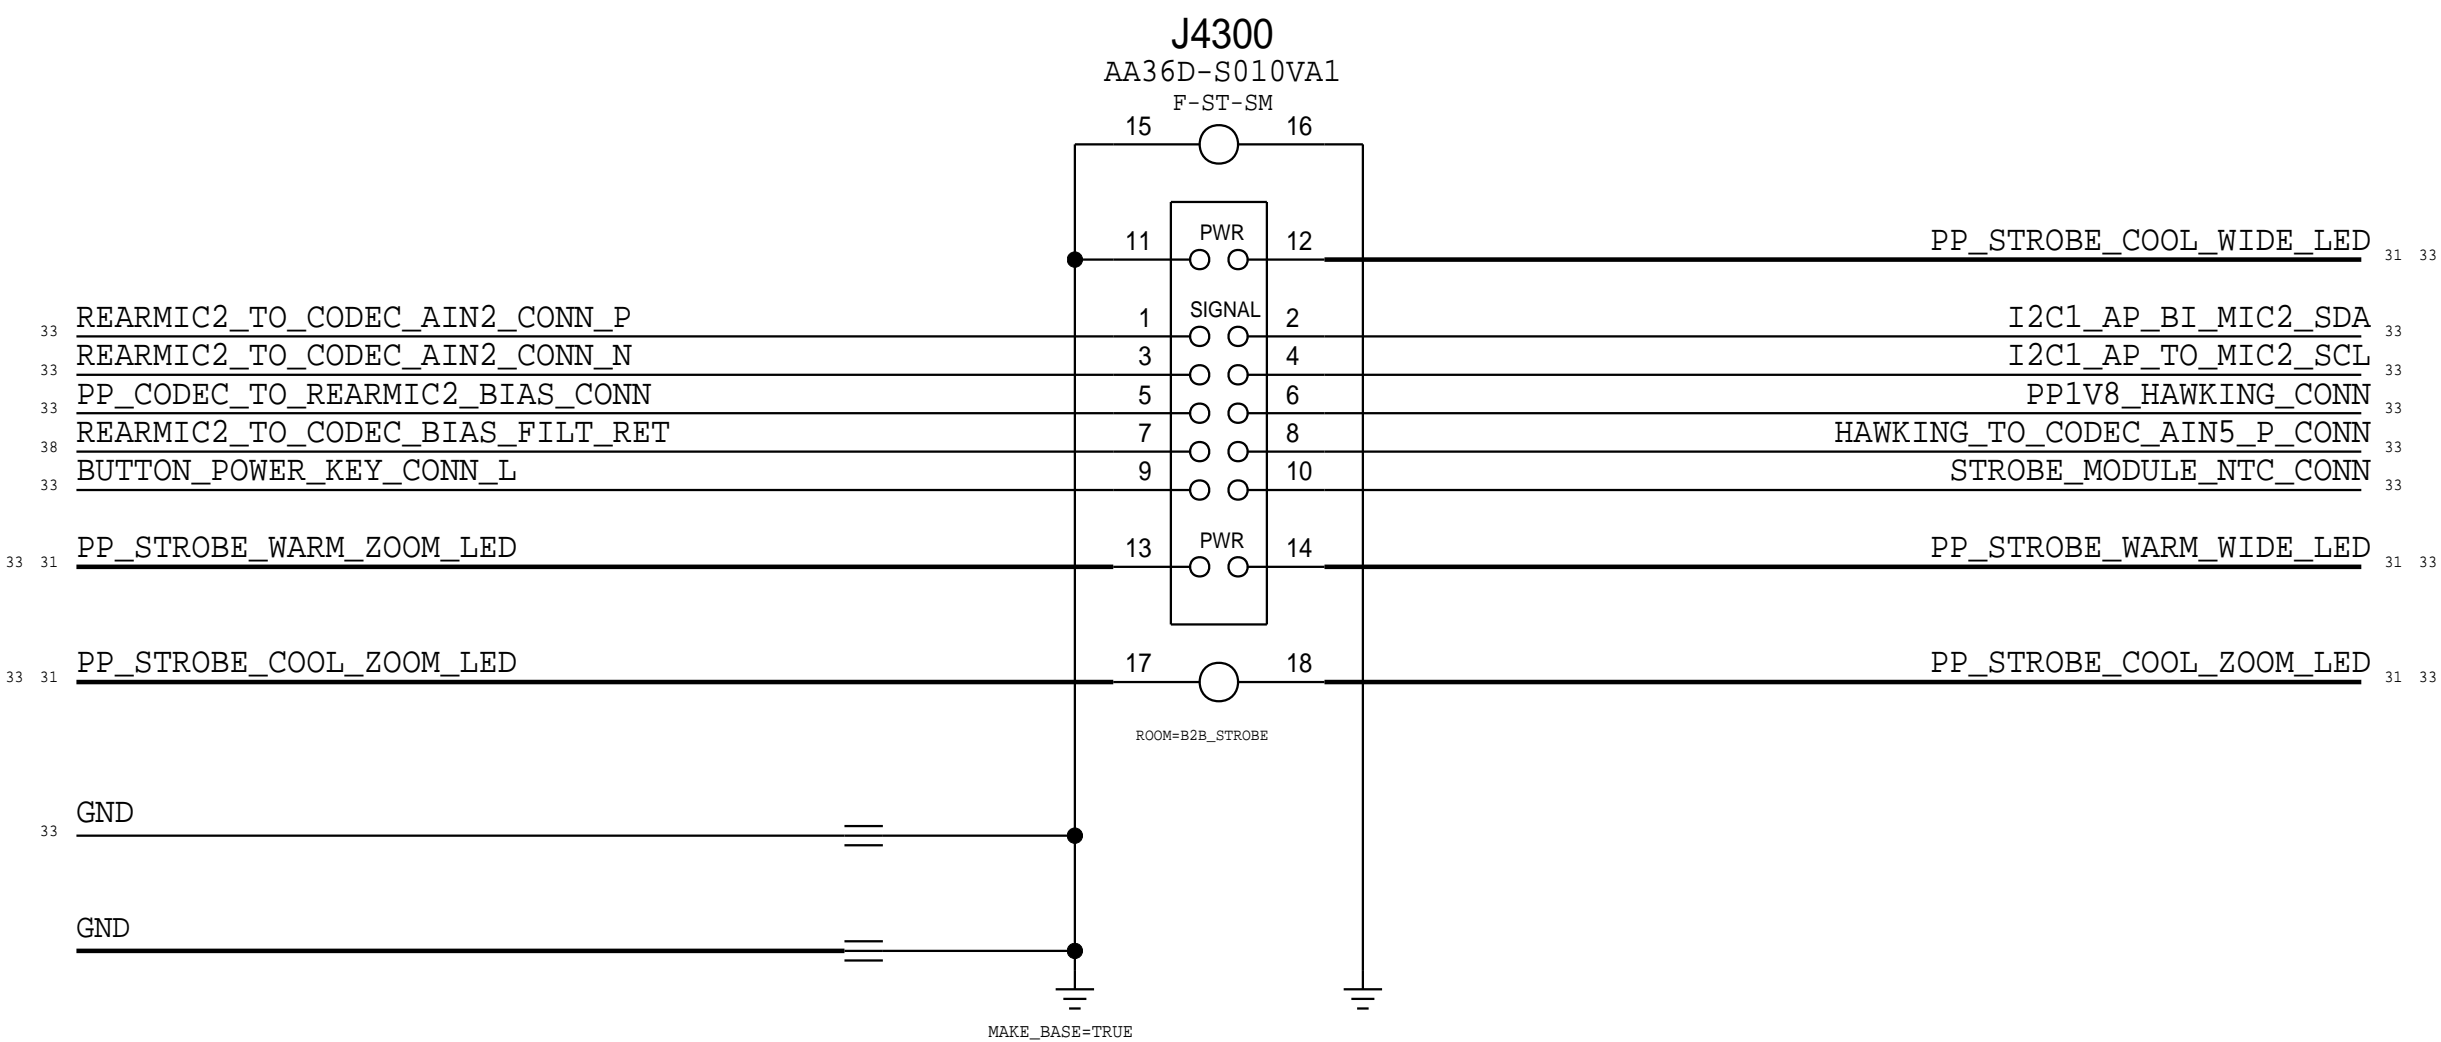 J4300
AA36D-S010VA1
F-ST-SM
15 16
PWR
11 12 PP_STROBE_COOL_WIDE_LED 31 33
33 REARMIC2_TO_CODEC_AIN2_CONN_P 1 SIGNAL 2 I2C1_AP_BI_MIC2_SDA 33
33 REARMIC2_TO_CODEC_AIN2_CONN_N 3 4 I2C1_AP_TO_MIC2_SCL 33
33 PP_CODEC_TO_REARMIC2_BIAS_CONN 5 6 PP1V8_HAWKING_CONN 33
38 REARMIC2_TO_CODEC_BIAS_FILT_RET 7 8 HAWKING_TO_CODEC_AIN5_P_CONN 33
33 BUTTON_POWER_KEY_CONN_L 9 10 STROBE_MODULE_NTC_CONN 33
33 31 PP_STROBE_WARM_ZOOM_LED 13 PWR 14 PP_STROBE_WARM_WIDE_LED 31 33
33 31 PP_STROBE_COOL_ZOOM_LED 17 18 PP_STROBE_COOL_ZOOM_LED 31 33
ROOM=B2B_STROBE
33 GND
GND
MAKE_BASE=TRUE